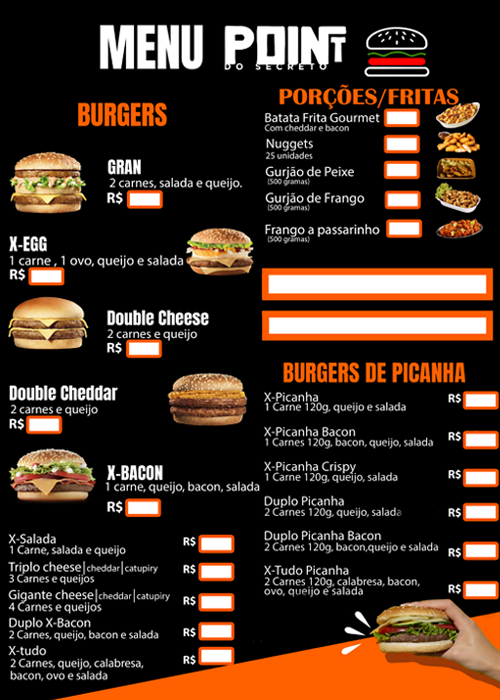 MENU POINT
DO SECRETO
BURGERS
GRAN
2 carnes, salada e queijo.
R$
X-EGG
1 carne , 1 ovo, queijo e salada
R$
Double Cheese
2 carnes e queijo
R$
Double Cheddar
2 Carnes e queijo
R$
X-BACON
1 carne, queijo, bacon, salada
R$
X-Salada
1 Carne, salada e queijo
R$
Triplo cheese|cheddar|catupiry
3 Carnes e queijos
R$
Gigante cheese|cheddar|catupiry
4 Carnes e queijos
R$
Duplo X-Bacon
2 Carnes, queijo, bacon e salada
R$
X-tudo
2 Carnes, queijo, calabresa,
bacon, ovo e salada
R$
PORÇÕES/FRITAS
Batata Frita Gourmet
Com cheddar e bacon
Nuggets
25 unidades
Gurjão de Peixe
(500 gramas)
Gurjão de Frango
(500 gramas)
Frango a passarinho
(500 gramas)
BURGERS DE PICANHA
X-Picanha
1 Carne 120g, queijo e salada
R$
X-Picanha Bacon
1 Carnes 120g, bacon, queijo, salada
R$
X-Picanha Crispy
1 Carne 120g, queijo, salada
R$
Duplo Picanha
2 Carnes 120g, queijo, salada
R$
Duplo Picanha Bacon
2 Carnes 120g, bacon,queijo e salada
R$
X-Tudo Picanha
2 Carnes 120g, calabresa, bacon,
ovo, queijo e salada
R$